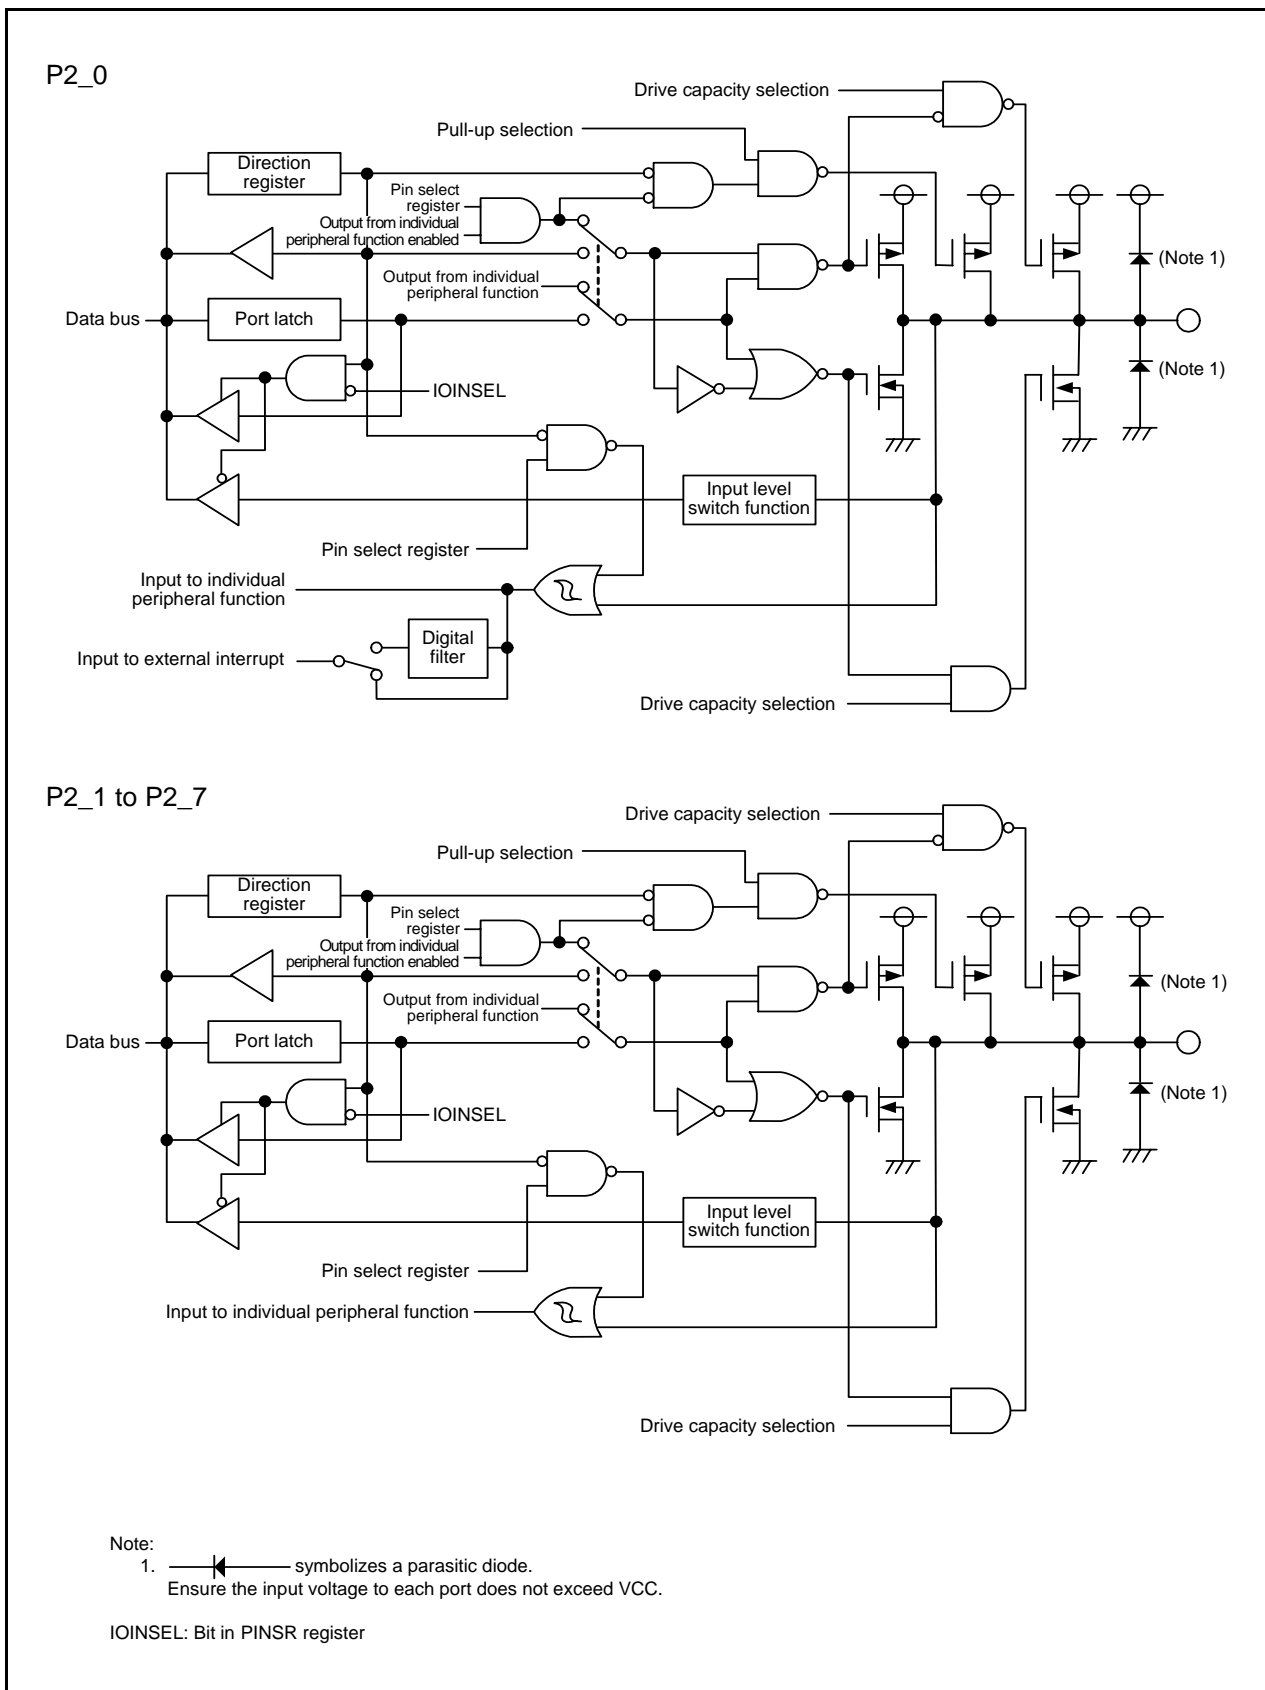 P2_0
Drive capacity selection
Pull-up selection
Direction
register
Pin select
register
Output from individual
peripheral function enabled
Output from individual
peripheral function
(Note 1)
Data bus
Port latch
(Note 1)
IOINSEL
Input level
switch function
Pin select register
Input to individual
peripheral function
Digital
filter
Input to external interrupt
Drive capacity selection
P2_1 to P2_7
Drive capacity selection
Pull-up selection
Direction
register
Pin select
register
Output from individual
peripheral function enabled
Output from individual
peripheral function
(Note 1)
Data bus
Port latch
(Note 1)
IOINSEL
Input level
switch function
Pin select register
Input to individual peripheral function
Drive capacity selection
Note:
1. symbolizes a parasitic diode.
Ensure the input voltage to each port does not exceed VCC.
IOINSEL: Bit in PINSR register